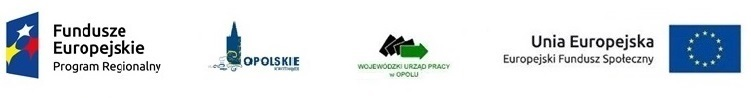 Fundusze
Europejskie
Program Regionalny
OPOLSKIE
WOJEWÓDZKI URZĄD PRACY
w OPOLU
Unia Europejska
Europejski Fundusz Społeczny